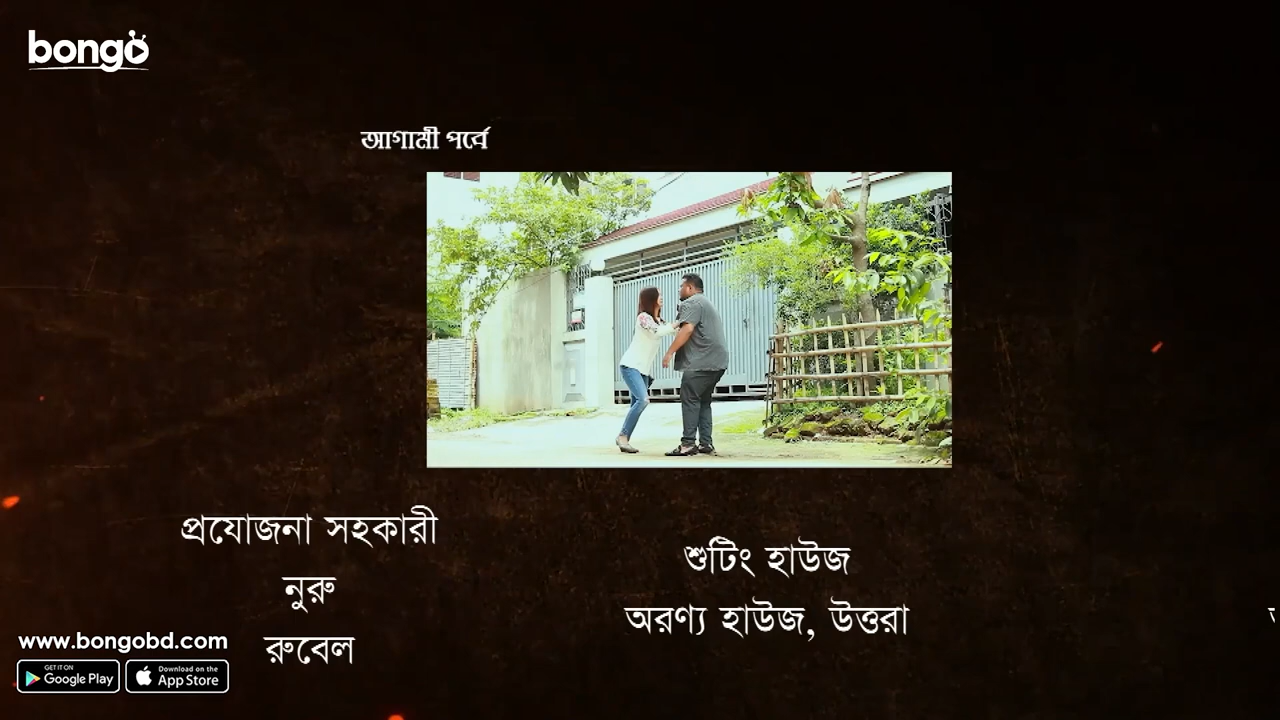 bongo
আগামী পর্বে
প্রযোজনা সহকারী
নুরু
রুবেল
শুটিং হাউজ
অরণ্য হাউজ, উত্তরা
www.bongobd.com
GET IT ON
Google Play
Download on the
App Store